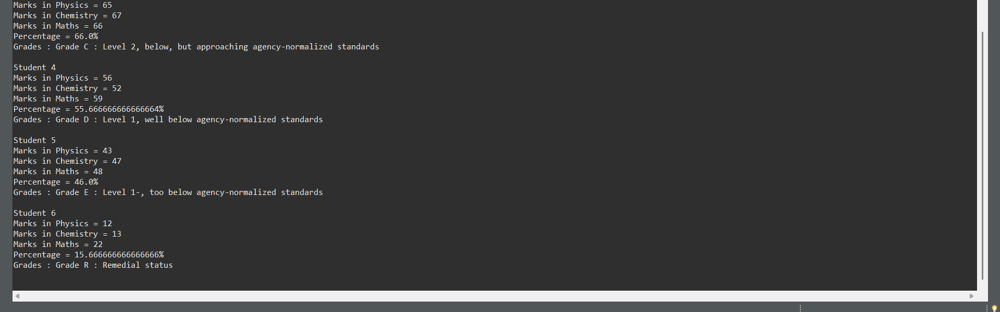 Marks in Physics = 65
Marks in Chemistry = 67
Marks in Maths = 66
Percentage = 66.0%
Grades : Grade C : Level 2, below, but approaching agency-normalized standards
Student 4
Marks in Physics = 56
Marks in Chemistry = 52
Marks in Maths = 59
Percentage = 55.666666666666664%
Grades : Grade D : Level 1, well below agency-normalized standards
Student 5
Marks in Physics = 43
Marks in Chemistry = 47
Marks in Maths = 48
Percentage = 46.0%
Grades : Grade E : Level 1-, too below agency-normalized standards
Student 6
Marks in Physics = 12
Marks in Chemistry = 13
Marks in Maths = 22
Percentage = 15.666666666666666%
Grades : Grade R : Remedial status